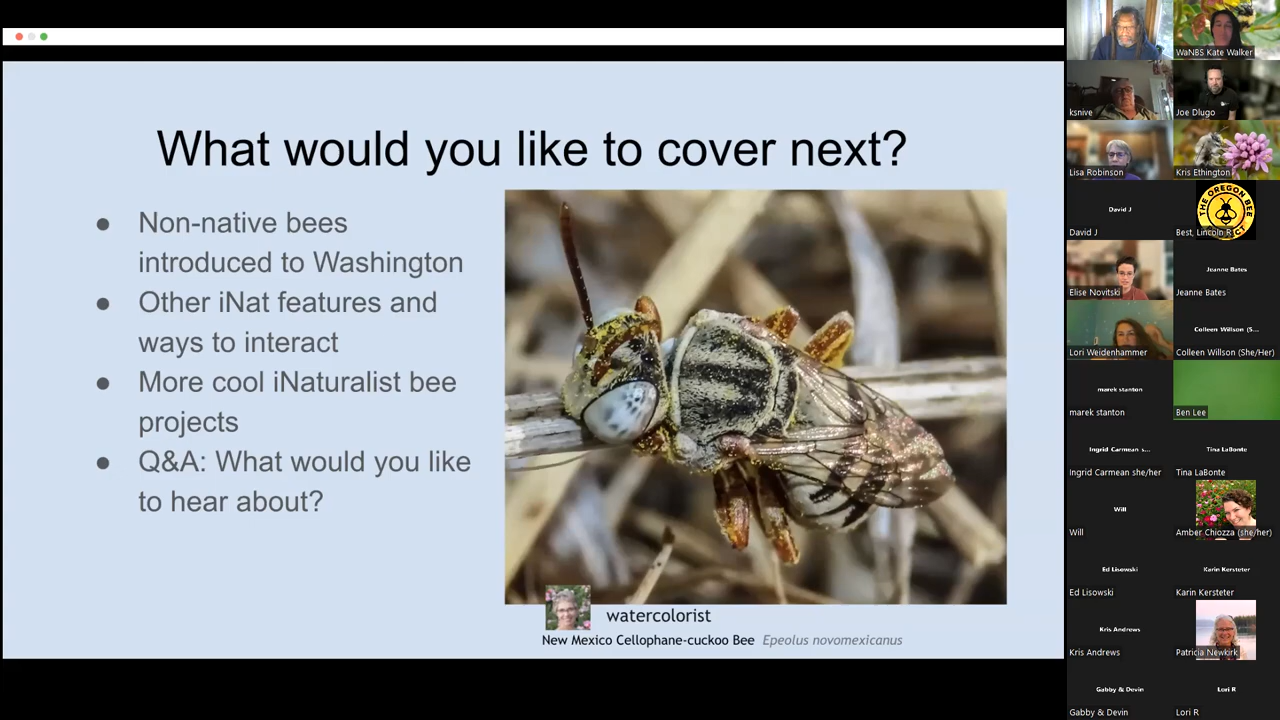 What would you like to cover next?
● Non-native bees
introduced to Washington
● Other iNat features and
ways to interact
● More cool iNaturalist bee
projects
● Q&A: What would you like
to hear about?
watercolorist
New Mexico Cellophane-cuckoo Bee Epeolus novomexicanus
WaNBS Kate Walker
ksnive
Joe Dlugo
Lisa Robinson
Kris Ethington
David J
David J
THE OREGON BEE
Best, Lincoln R
Elise Novitski
Jeanne Bates
Jeanne Bates
Lori Weidenhammer
Colleen Willson (S...
Colleen Willson (She/Her)
marek stanton
marek stanton
Ben Lee
Ingrid Carmean s...
Ingrid Carmean she/her
Tina LaBonte
Tina LaBonte
Will
Will
Amber Chiozza (she/her)
Ed Lisowski
Ed Lisowski
Karin Kersteter
Karin Kersteter
Kris Andrews
Kris Andrews
Patricia Newkirk
Gabby & Devin
Gabby & Devin
Lori R
Lori R